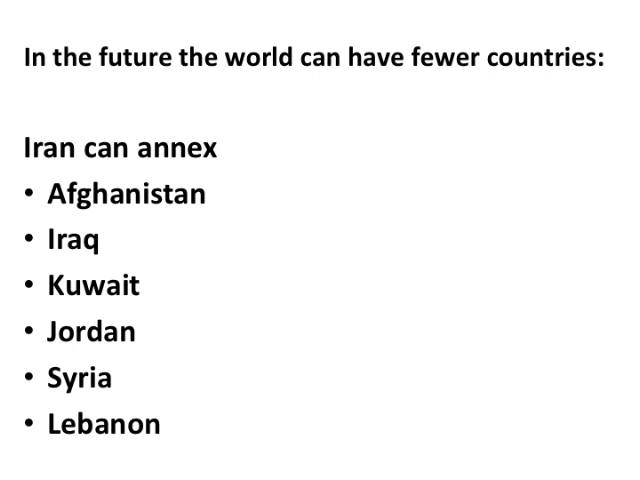 In the future the world can have fewer countries:
Iran can annex
• Afghanistan
• Iraq
• Kuwait
• Jordan
• Syria
• Lebanon